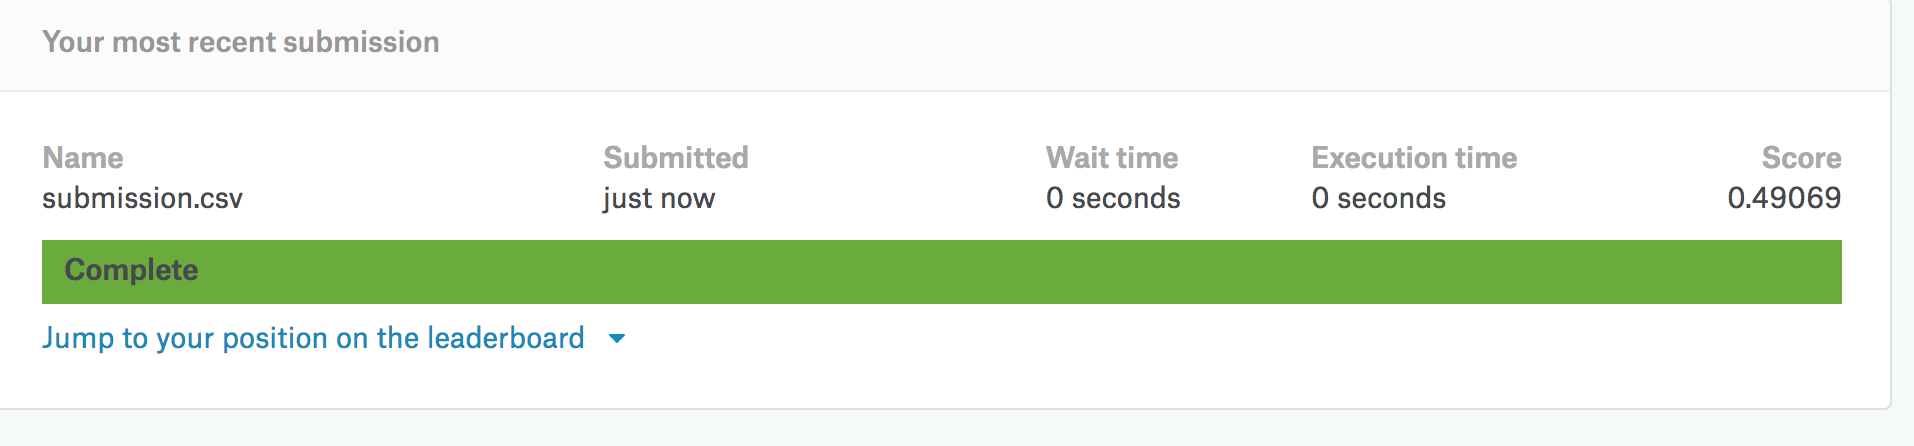 Your most recent submission
Name Submitted Wait time Execution time Score
submission.csv just now 0 seconds 0 seconds 0.49069
Complete
Jump to your position on the leaderboard